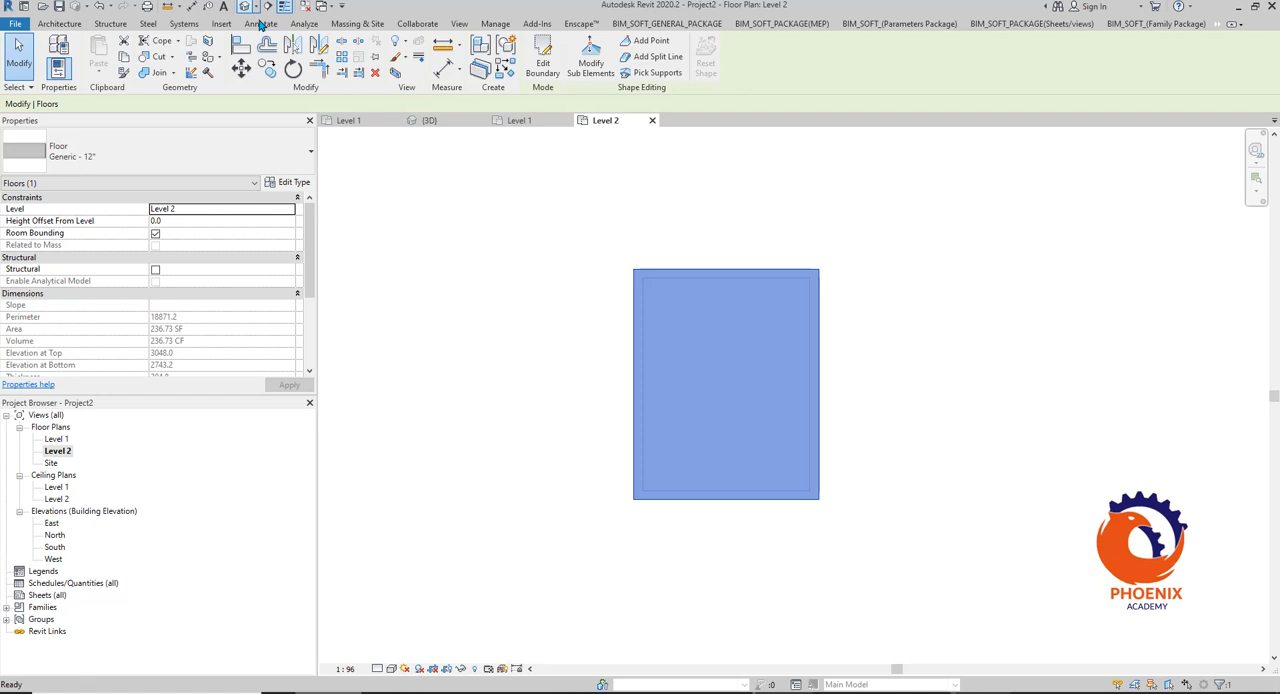 Autodesk Revit 2020.2 - Project2 - Floor Plan: Level 2
Sign In
File Architecture Structure Steel Systems Insert Annotate Analyze Massing & Site Collaborate View Manage Add-Ins Enscape™ BIM_SOFT_GENERAL_PACKAGE BIM_SOFT_PACKAGE(MEP) BIM_SOFT_(Parameters Package) BIM_SOFT_PACKAGE(Sheets/views) BIM_SOFT_(Family Package)
Modify Paste Cope Cut Join Edit Boundary Modify Sub Elements Add Point Add Split Line Pick Supports Reset Shape
Select Properties Clipboard Geometry Modify View Measure Create Mode Shape Editing
Modify | Floors
Properties
Level 1 {3D} Level 1 Level 2
Floor
Generic - 12"
Floors (1) Edit Type
Constraints
Level Level 2
Height Offset From Level 0.0
Room Bounding
Related to Mass
Structural
Structural
Enable Analytical Model
Dimensions
Slope
Perimeter 18871.2
Area 236.73 SF
Volume 236.73 CF
Elevation at Top 3048.0
Elevation at Bottom 2743.2
Properties help Apply
Project Browser - Project2
Views (all)
Floor Plans
Level 1
Level 2
Site
Ceiling Plans
Level 1
Level 2
Elevations (Building Elevation)
East
North
South
West
Legends
Schedules/Quantities (all)
Sheets (all)
Families
Groups
Revit Links
PHOENIX
ACADEMY
1 : 96
Ready :0 Main Model :1